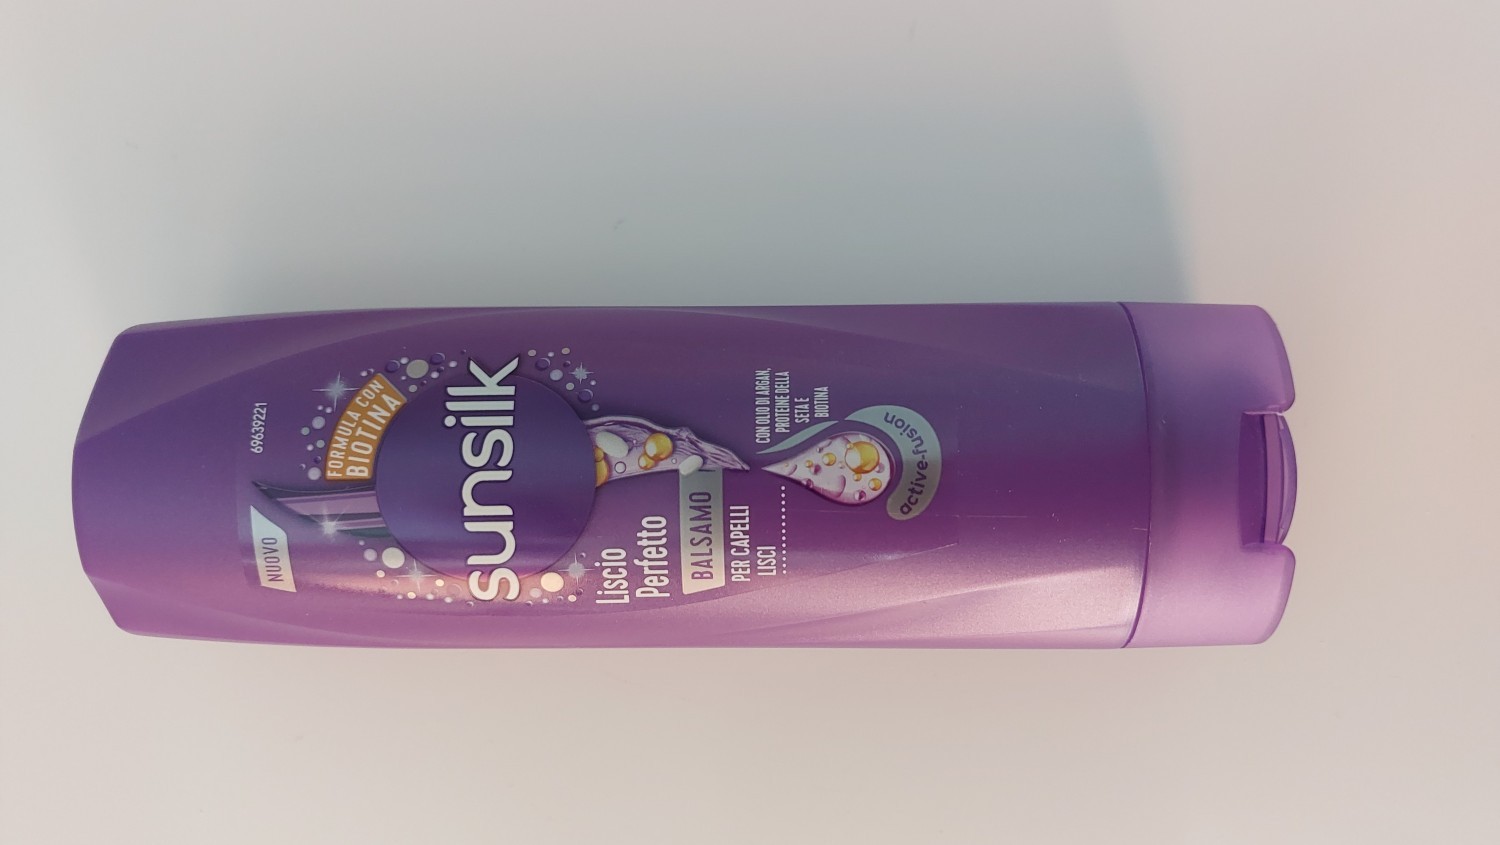 69639221
NUOVO
FORMULA CON
BIOTINA
sunsilk
Liscio
Perfetto
BALSAMO
PER CAPELLI
LISCI
CON OLIO DI ARGAN,
PROTEINE DELLA
SETA E
BIOTINA
active-fusion